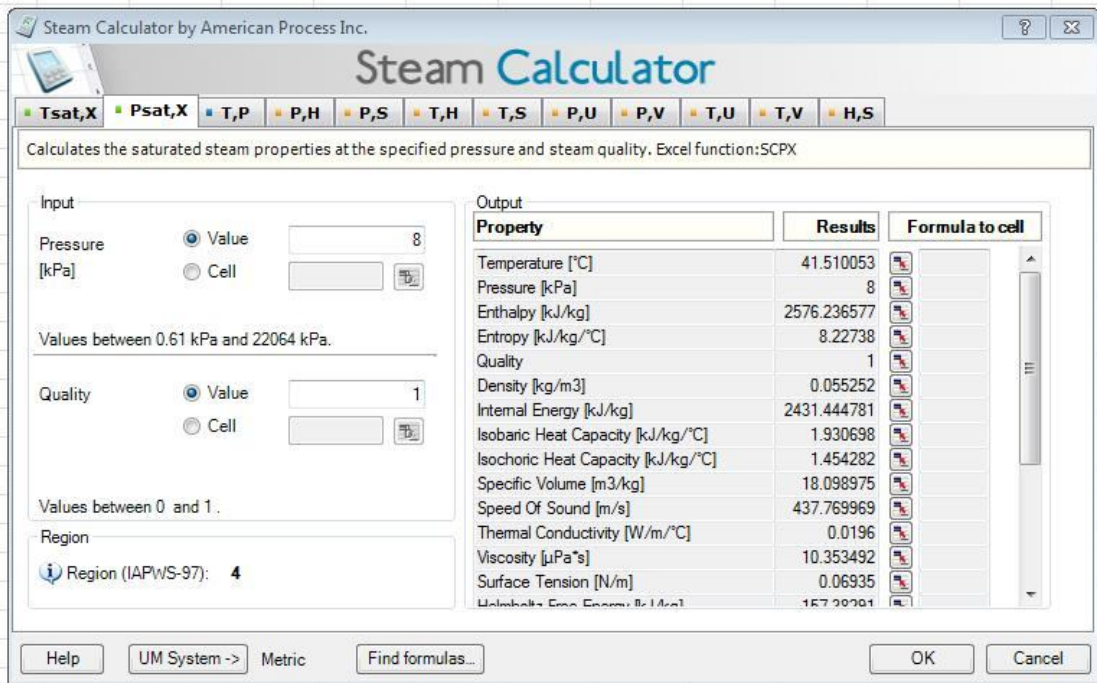 Steam Calculator by American Process Inc.
Steam Calculator
Tsat,X Psat,X T,P P,H P,S T,H T,S P,U P,V T,U T,V H,S
Calculates the saturated steam properties at the specified pressure and steam quality. Excel function:SCPX
Input
Pressure
[kPa]
Value 8
Cell
Values between 0.61 kPa and 22064 kPa.
Quality
Value 1
Cell
Values between 0 and 1 .
Region
Region (IAPWS-97): 4
Output
Property Results Formula to cell
Temperature [°C] 41.510053
Pressure [kPa] 8
Enthalpy [kJ/kg] 2576.236577
Entropy [kJ/kg/°C] 8.22738
Quality 1
Density [kg/m3] 0.055252
Internal Energy [kJ/kg] 2431.444781
Isobaric Heat Capacity [kJ/kg/°C] 1.930698
Isochoric Heat Capacity [kJ/kg/°C] 1.454282
Specific Volume [m3/kg] 18.098975
Speed Of Sound [m/s] 437.769969
Thermal Conductivity [W/m/°C] 0.0196
Viscosity [µPa*s] 10.353492
Surface Tension [N/m] 0.06935
Helmholtz Free Energy [kJ/kg] 157.28291
Help UM System -> Metric Find formulas... OK Cancel